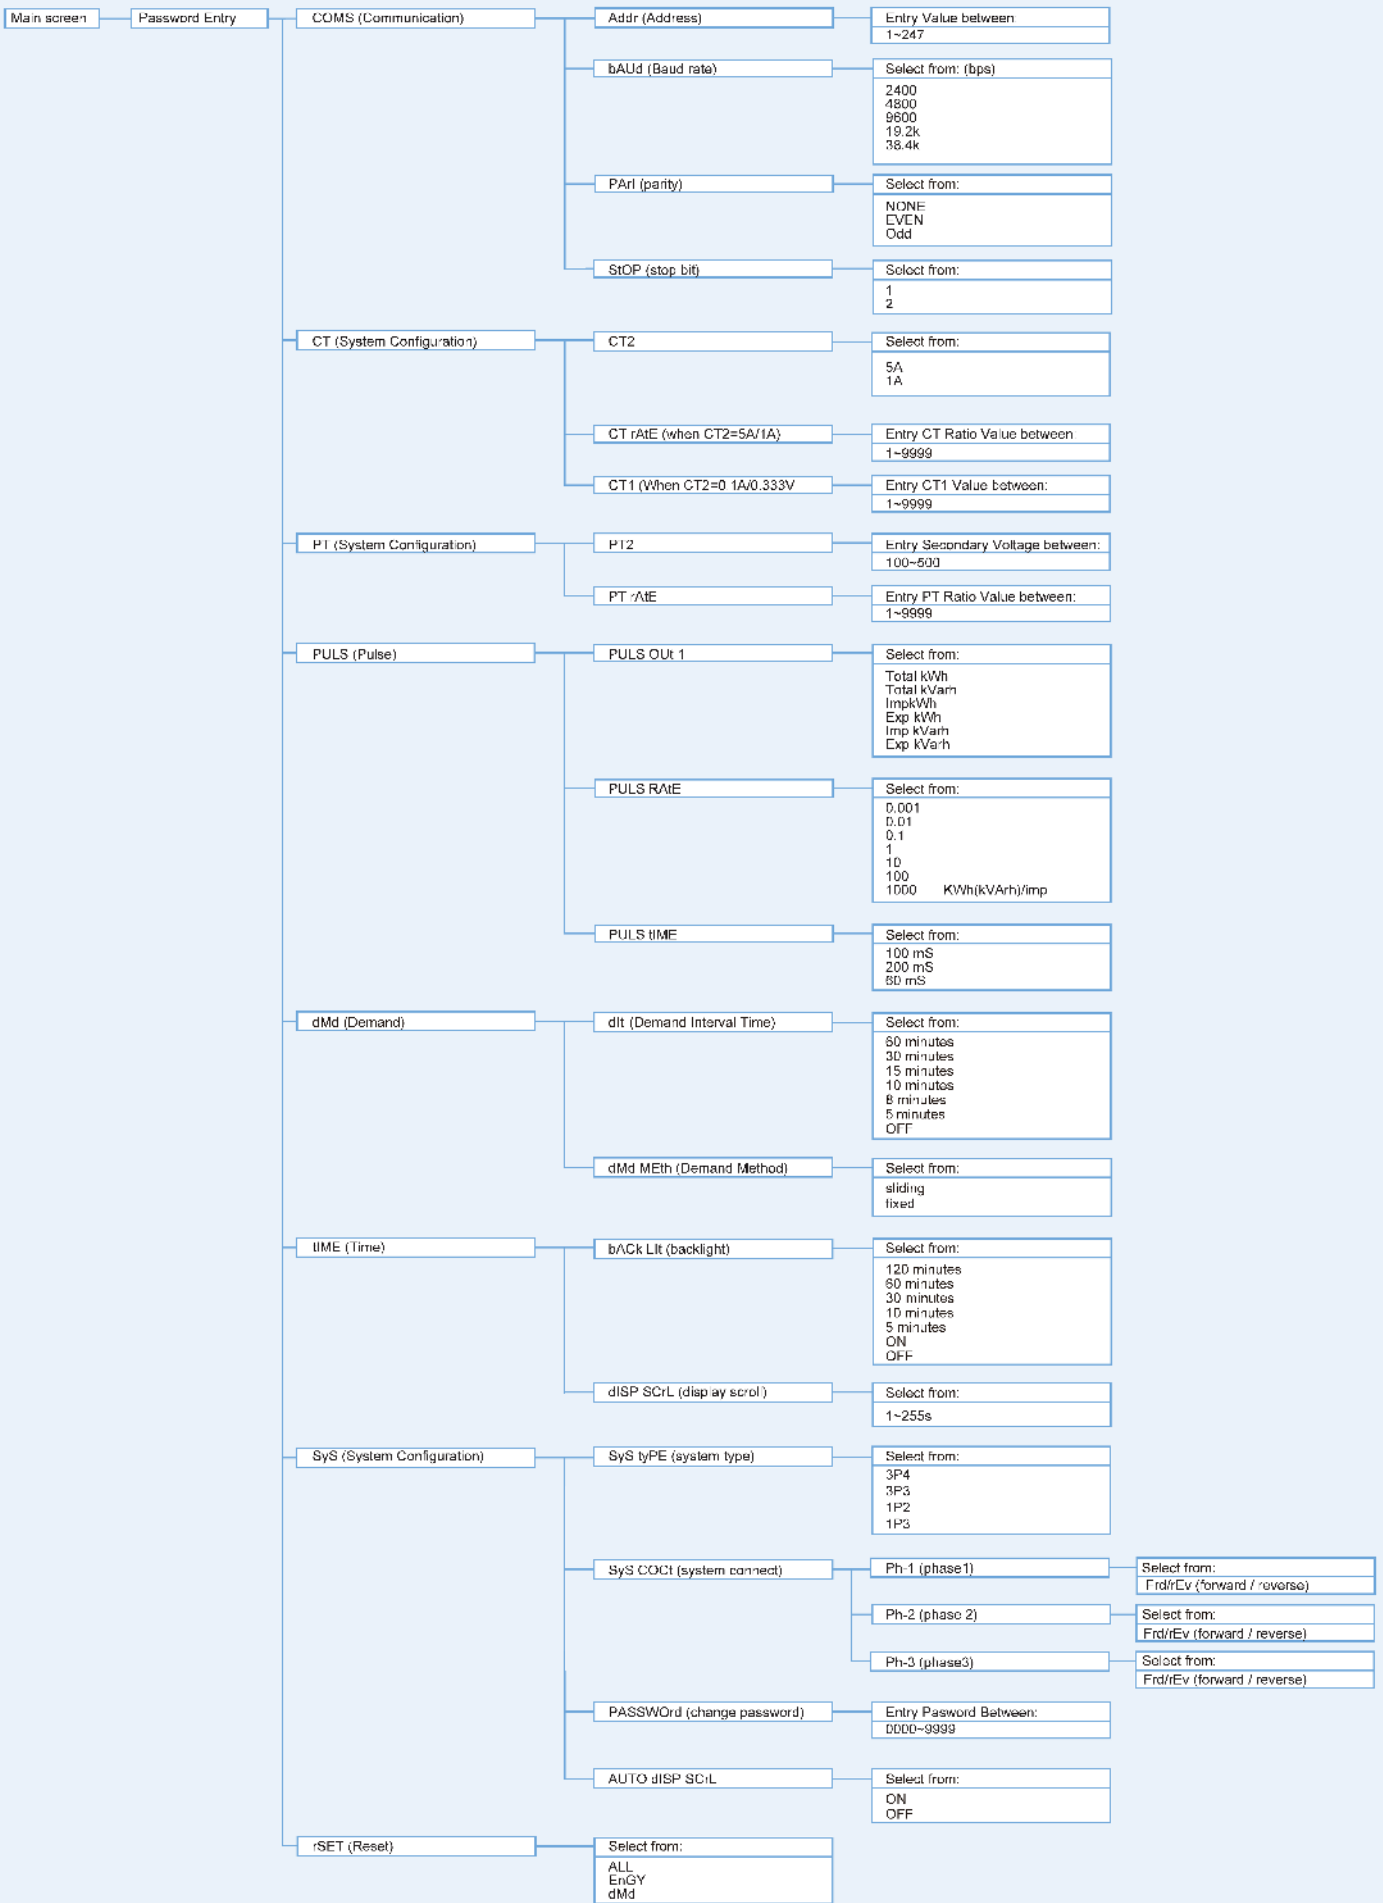 Main screen
Password Entry
COMS (Communication)
Addr (Address)
Entry Value between
1~247
bAUd (Baud rate)
Select from: (bps)
2400
4800
9600
19.2k
38.4k
PArI (parity)
Select from:
NONE
EVEN
Odd
StOP (stop bit)
Select from:
1
2
CT (System Configuration)
CT2
Select from:
5A
1A
CT rAtE (when CT2=5A/1A)
Entry CT Ratio Value between
1~9999
CT1 (When CT2=0 1A/0.333V
Entry CT1 Value between:
1~9999
PT (System Configuration)
PT2
Entry Secondary Voltage between:
100~500
PT rAtE
Entry PT Ratio Value between:
1~9999
PULS (Pulse)
PULS OUt 1
Select from:
Total kWh
Total kVarh
ImpkWh
Exp kWh
Imp kVarh
Exp kVarh
PULS RAtE
Select from:
0.001
0.01
0.1
1
10
100
1000 KWh(kVArh)/imp
PULS tIME
Select from:
100 mS
200 mS
60 mS
dMd (Demand)
dIt (Demand Interval Time)
Select from:
60 minutes
30 minutes
15 minutes
10 minutes
8 minutes
5 minutes
OFF
dMd MEth (Demand Method)
Select from:
sliding
fixed
tIME (Time)
bACk LIt (backlight)
Select from:
120 minutes
60 minutes
30 minutes
10 minutes
5 minutes
ON
OFF
dISP SCrL (display scroll)
Select from:
1~255s
SyS (System Configuration)
SyS tyPE (system type)
Select from:
3P4
3P3
1P2
1P3
SyS COCt (system connect)
Ph-1 (phase1)
Select from:
Frd/rEv (forward / reverse)
Ph-2 (phase 2)
Select from:
Frd/rEv (forward / reverse)
Ph-3 (phase3)
Select from:
Frd/rEv (forward / reverse)
PASSWOrd (change password)
Entry Pasword Between:
0000~9999
AUTO dISP SCrL
Select from:
ON
OFF
rSET (Reset)
Select from:
ALL
EnGY
dMd